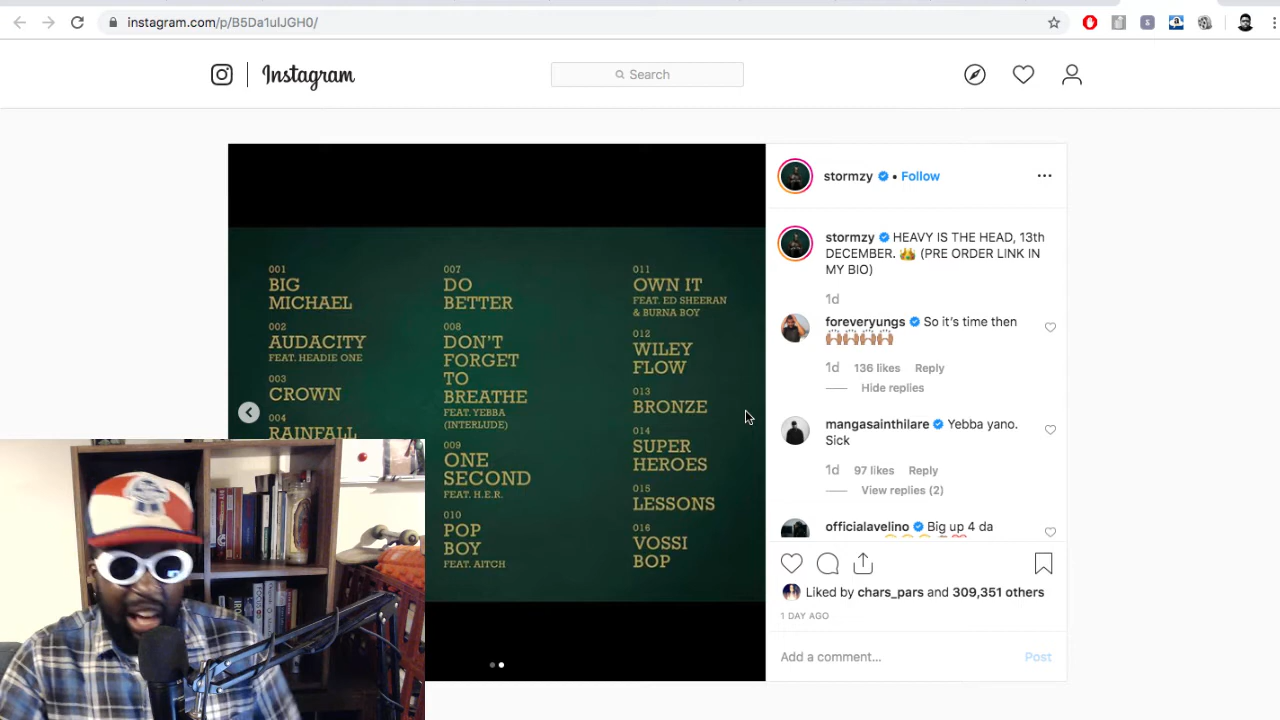 instagram.com/p/B5Da1uIJGH0/
Instagram
Search
001
BIG
MICHAEL
002
AUDACITY
FEAT. HEADIE ONE
003
CROWN
004
RAINFALL
007
DO
BETTER
008
DON'T
FORGET
TO
BREATHE
FEAT. YEBBA
(INTERLUDE)
009
ONE
SECOND
FEAT. H.E.R.
010
POP
BOY
FEAT. AITCH
011
OWN IT
FEAT. ED SHEERAN
& BURNA BOY
012
WILEY
FLOW
013
BRONZE
014
SUPER
HEROES
015
LESSONS
016
VOSSI
BOP
stormzy • Follow
stormzy HEAVY IS THE HEAD, 13th
DECEMBER. (PRE ORDER LINK IN
MY BIO)
1d
foreveryungs So it's time then
1d 136 likes Reply
Hide replies
mangasainthilare Yebba yano.
Sick
1d 97 likes Reply
View replies (2)
officialavelino Big up 4 da
Liked by chars_pars and 309,351 others
1 DAY AGO
Add a comment... Post